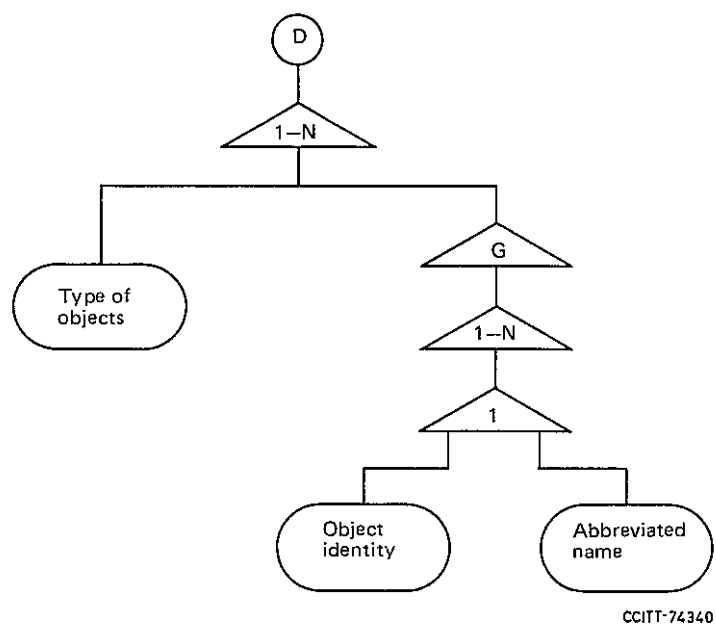 D
1–N
G
Type of
objects
1–N
1
Object
identity
Abbreviated
name
CCITT-74340